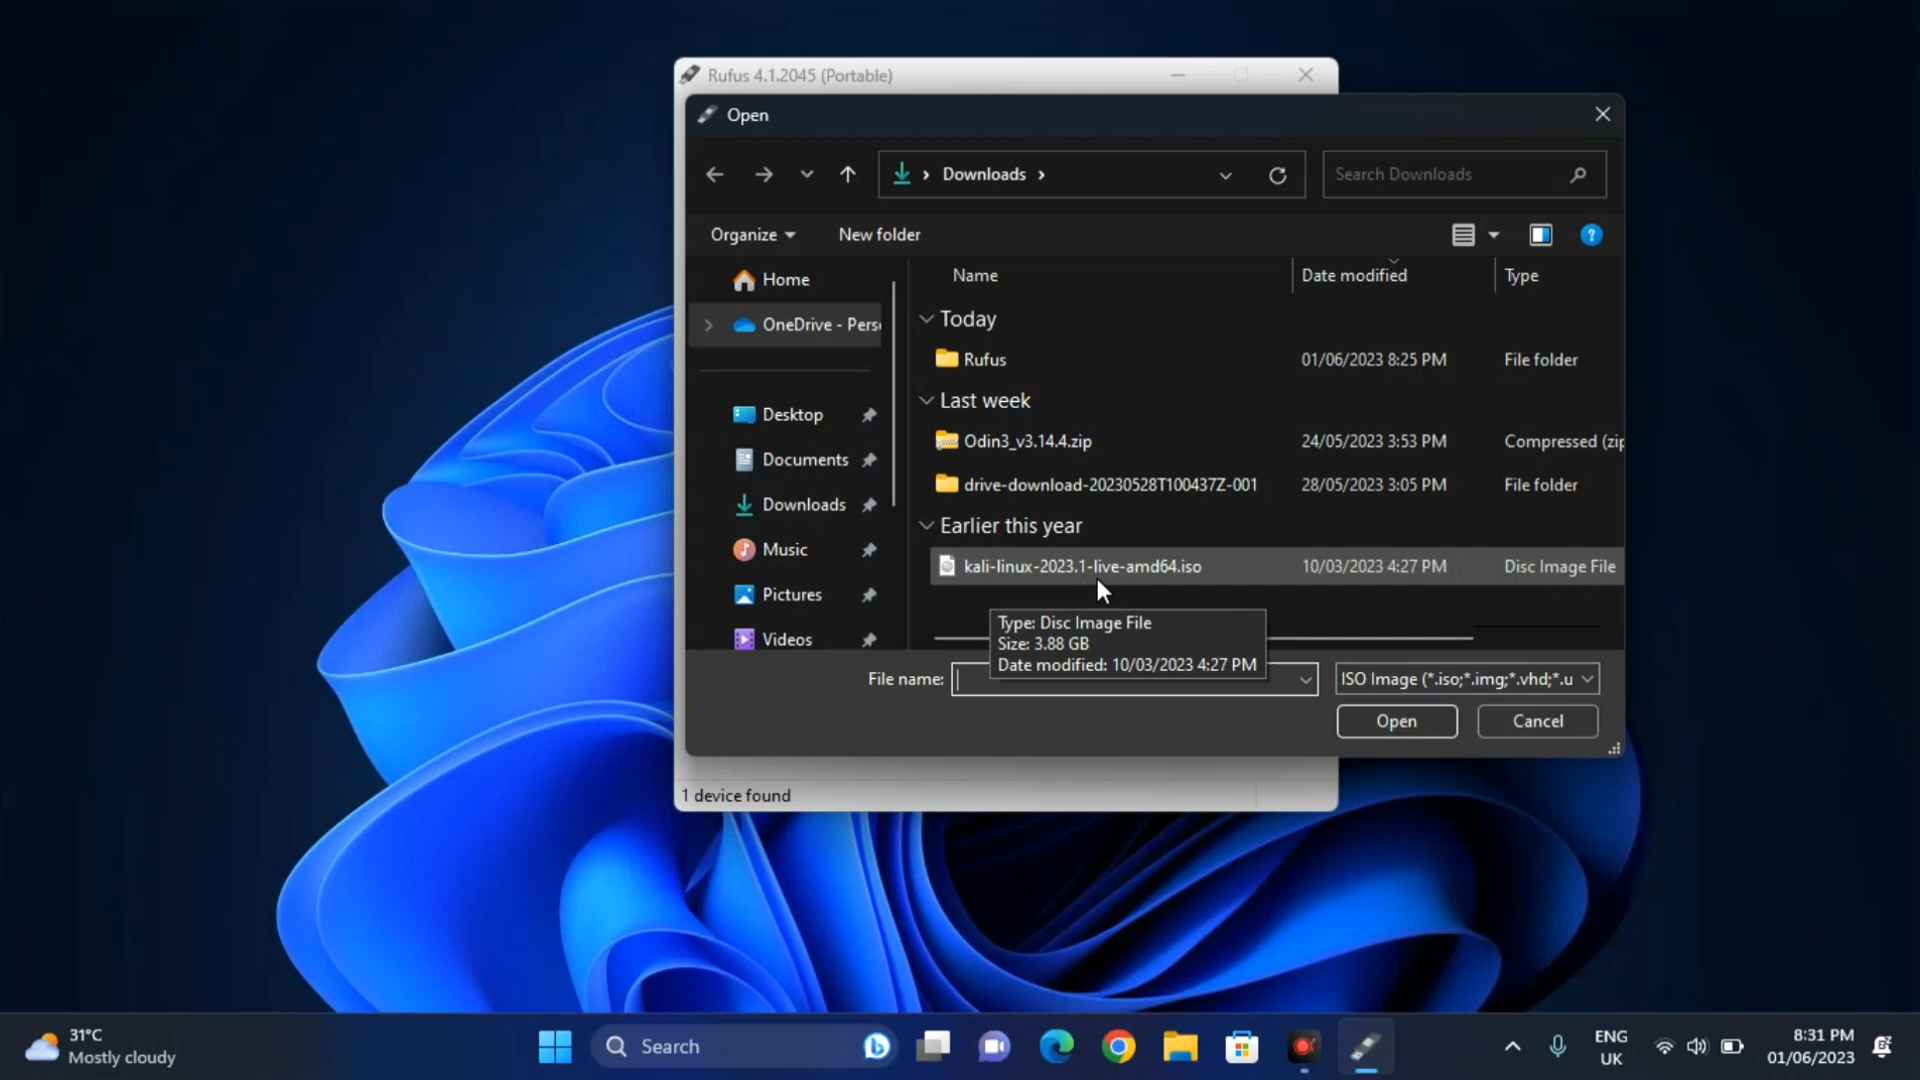 Rufus 4.1.2045 (Portable)
Open
Downloads
Search Downloads
Organize
New folder
Name
Date modified
Type
Home
OneDrive - Pers
Desktop
Documents
Downloads
Music
Pictures
Videos
Today
Rufus 01/06/2023 8:25 PM File folder
Last week
Odin3_v3.14.4.zip 24/05/2023 3:53 PM Compressed (zip
drive-download-20230528T100437Z-001 28/05/2023 3:05 PM File folder
Earlier this year
kali-linux-2023.1-live-amd64.iso 10/03/2023 4:27 PM Disc Image File
Type: Disc Image File
Size: 3.88 GB
Date modified: 10/03/2023 4:27 PM
File name:
ISO Image (*.iso;*.img;*.vhd;*.u
Open
Cancel
1 device found
31°C
Mostly cloudy
Search
ENG
UK
8:31 PM
01/06/2023